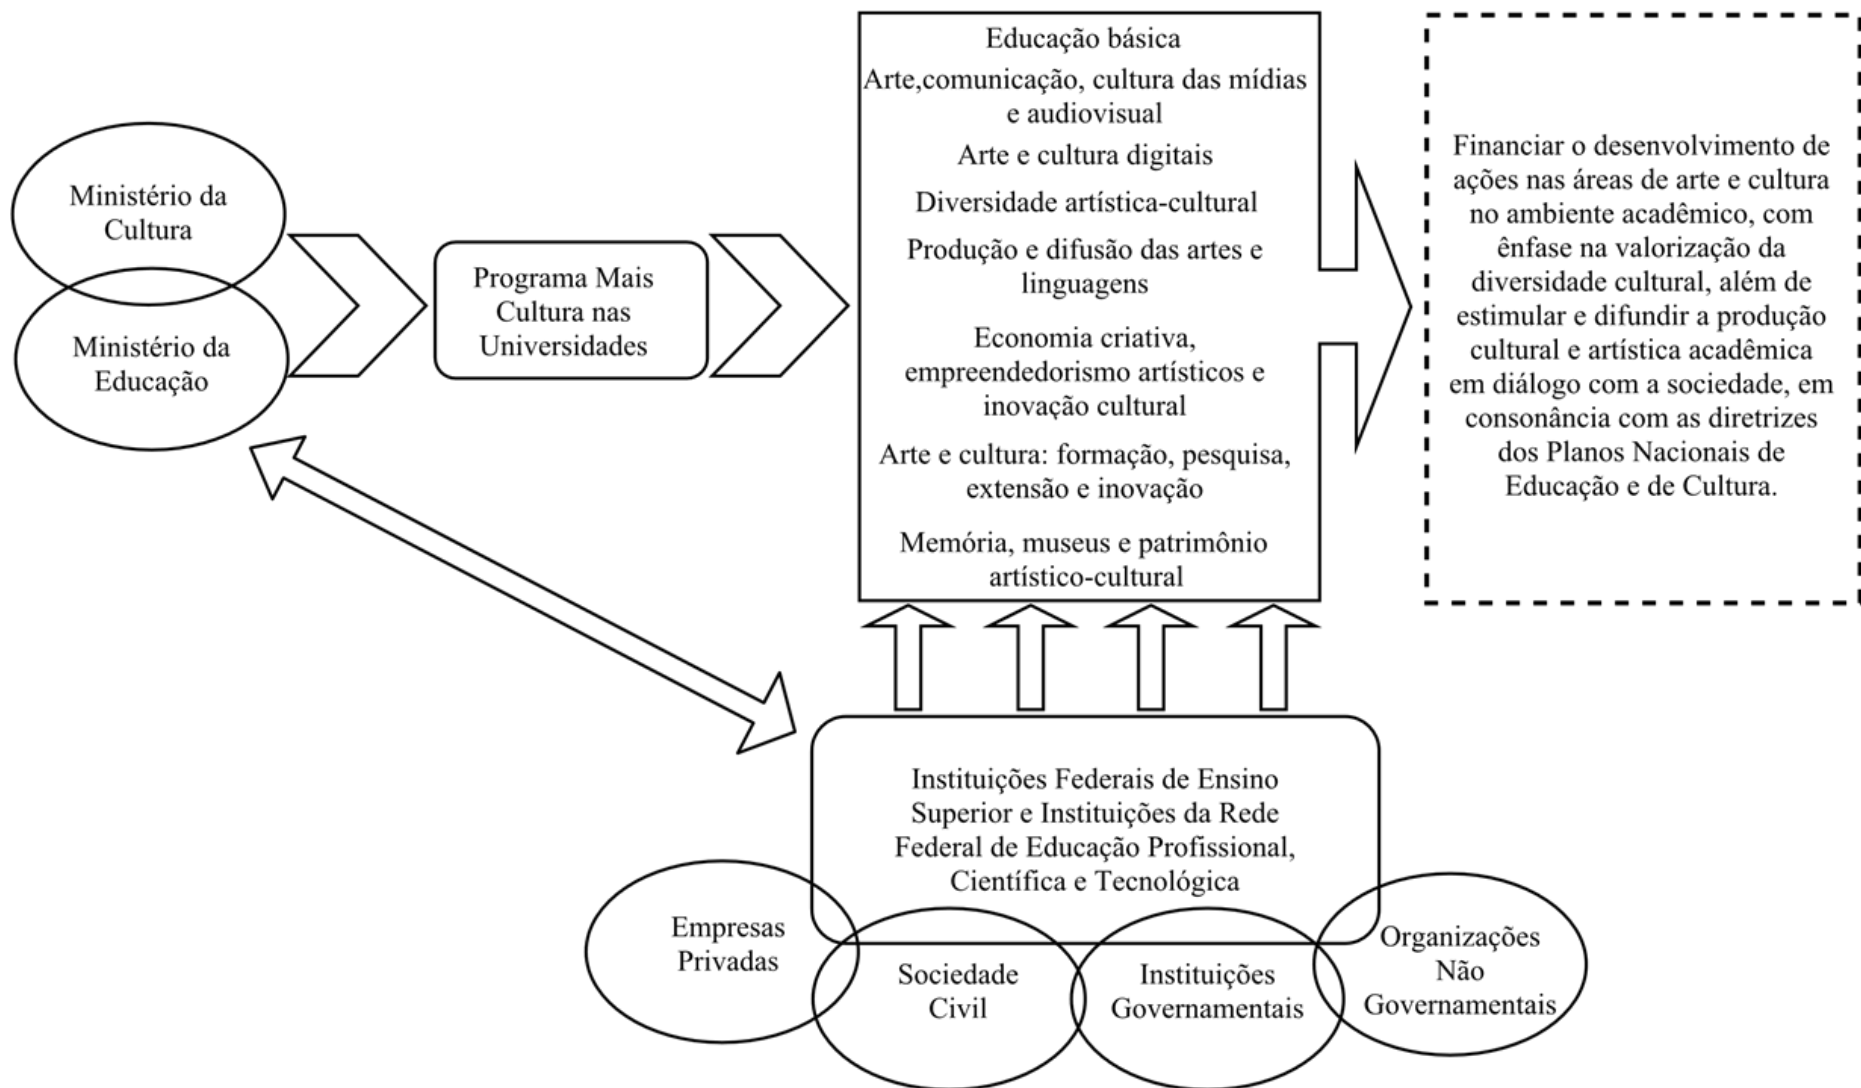 Ministério da
Cultura
Ministério da
Educação
Programa Mais
Cultura nas
Universidades
Educação básica
Arte,comunicação, cultura das mídias
e audiovisual
Arte e cultura digitais
Diversidade artística-cultural
Produção e difusão das artes e
linguagens
Economia criativa,
empreendedorismo artísticos e
inovação cultural
Arte e cultura: formação, pesquisa,
extensão e inovação
Memória, museus e patrimônio
artístico-cultural
Financiar o desenvolvimento de
ações nas áreas de arte e cultura
no ambiente acadêmico, com
ênfase na valorização da
diversidade cultural, além de
estimular e difundir a produção
cultural e artística acadêmica
em diálogo com a sociedade, em
consonância com as diretrizes
dos Planos Nacionais de
Educação e de Cultura.
Instituições Federais de Ensino
Superior e Instituições da Rede
Federal de Educação Profissional,
Científica e Tecnológica
Empresas
Privadas
Sociedade
Civil
Instituições
Governamentais
Organizações
Não
Governamentais